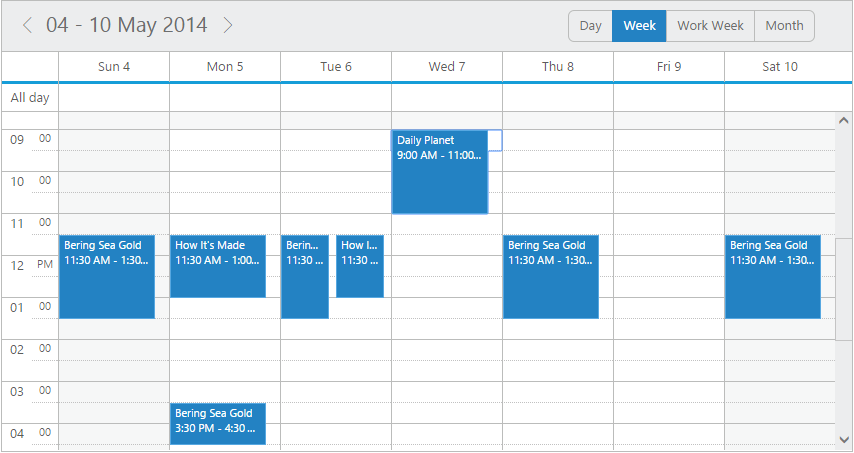 04 - 10 May 2014
Day Week Work Week Month
Sun 4 Mon 5 Tue 6 Wed 7 Thu 8 Fri 9 Sat 10
All day
09 00
Daily Planet
9:00 AM - 11:00...
10 00
11 00
Bering Sea Gold
11:30 AM - 1:30...
How It's Made
11:30 AM - 1:00...
Berin...
11:30 ...
How I...
11:30 ...
Bering Sea Gold
11:30 AM - 1:30...
Bering Sea Gold
11:30 AM - 1:30...
12 PM
01 00
02 00
03 00
Bering Sea Gold
3:30 PM - 4:30 ...
04 00